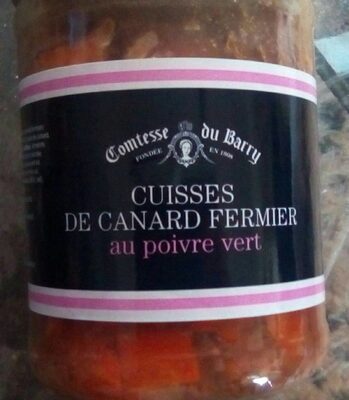 Comtesse du Barry
FONDÉE EN 1908
CUISSES
DE CANARD FERMIER
au poivre vert